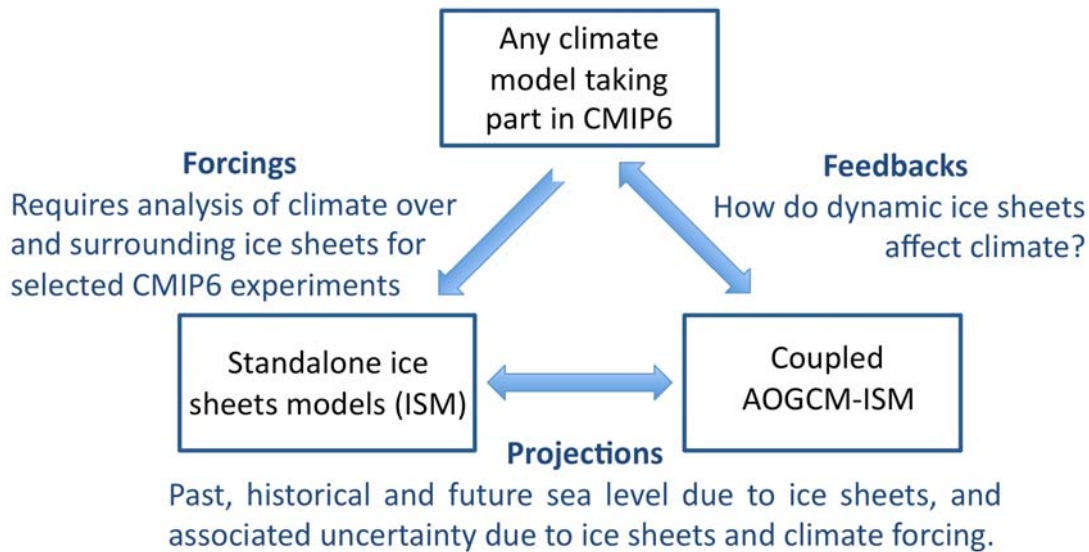 Any climate
model taking
part in CMIP6
Forcings
Requires analysis of climate over
and surrounding ice sheets for
selected CMIP6 experiments
Feedbacks
How do dynamic ice sheets
affect climate?
Standalone ice
sheets models (ISM)
Coupled
AOGCM-ISM
Projections
Past, historical and future sea level due to ice sheets, and
associated uncertainty due to ice sheets and climate forcing.